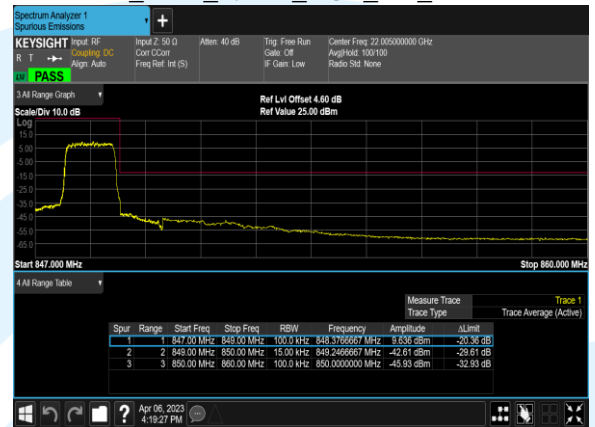 Spectrum Analyzer 1
Spurious Emissions
KEYSIGHT Input: RF Input Z: 50 Ω Atten: 40 dB Trig: Free Run Center Freq: 22.005000000 GHz
R T Coupling: DC Corr CCorr Gate: Off Avg|Hold: 100/100
Align: Auto Freq Ref: Int (S) IF Gain: Low Radio Std: None
LV PASS
3 All Range Graph
Ref Lvl Offset 4.60 dB
Scale/Div 10.0 dB Ref Value 25.00 dBm
Log
15.0
5.00
-5.00
-15.0
-25.0
-35.0
-45.0
-55.0
-65.0
Start 847.000 MHz Stop 860.000 MHz
4 All Range Table
Measure Trace Trace 1
Trace Type Trace Average (Active)
Spur Range Start Freq Stop Freq RBW Frequency Amplitude ΔLimit
1 1 847.00 MHz 849.00 MHz 100.0 kHz 848.3766667 MHz 9.636 dBm -20.36 dB
2 2 849.00 MHz 850.00 MHz 15.00 kHz 849.2466667 MHz -42.61 dBm -29.61 dB
3 3 850.00 MHz 860.00 MHz 100.0 kHz 850.0000000 MHz -45.93 dBm -32.93 dB
? Apr 06, 2023
4:19:27 PM